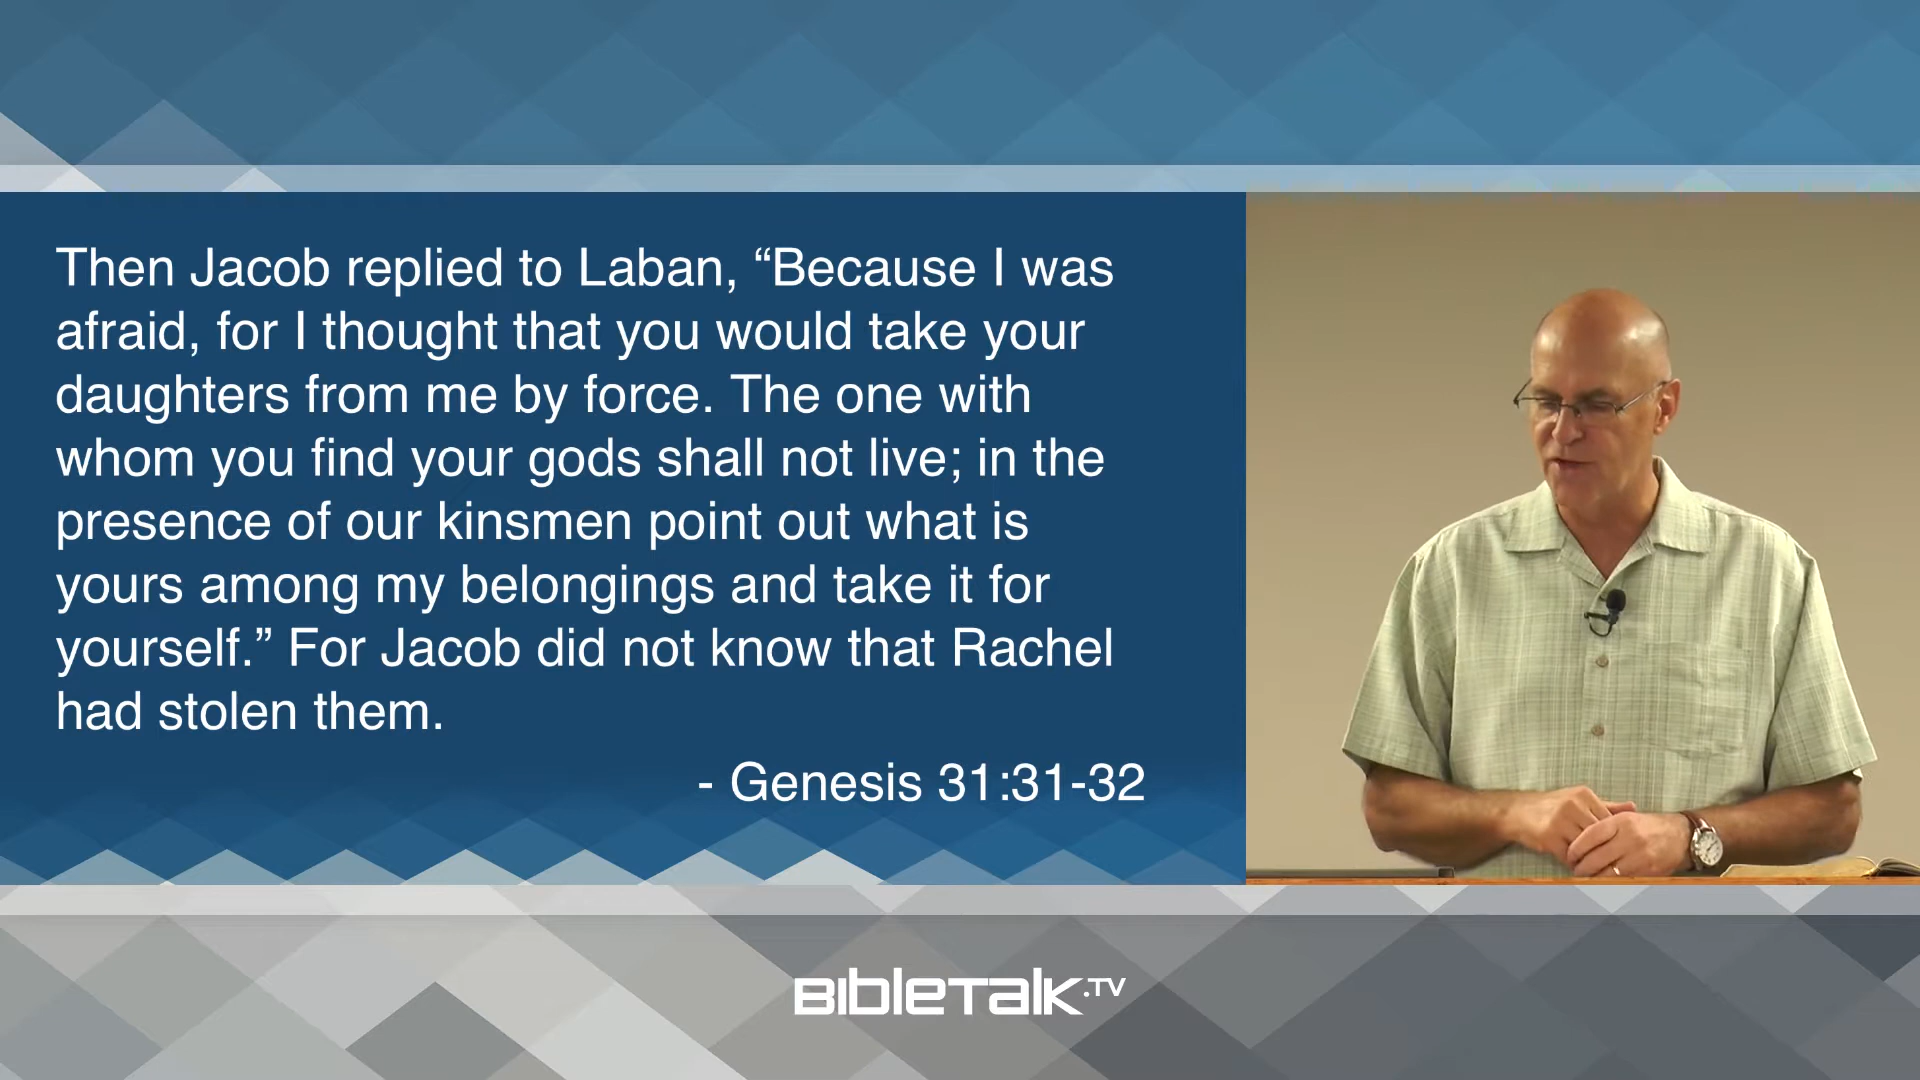 Then Jacob replied to Laban, “Because I was
afraid, for I thought that you would take your
daughters from me by force. The one with
whom you find your gods shall not live; in the
presence of our kinsmen point out what is
yours among my belongings and take it for
yourself.” For Jacob did not know that Rachel
had stolen them.
- Genesis 31:31-32
BIBLETALK.TV